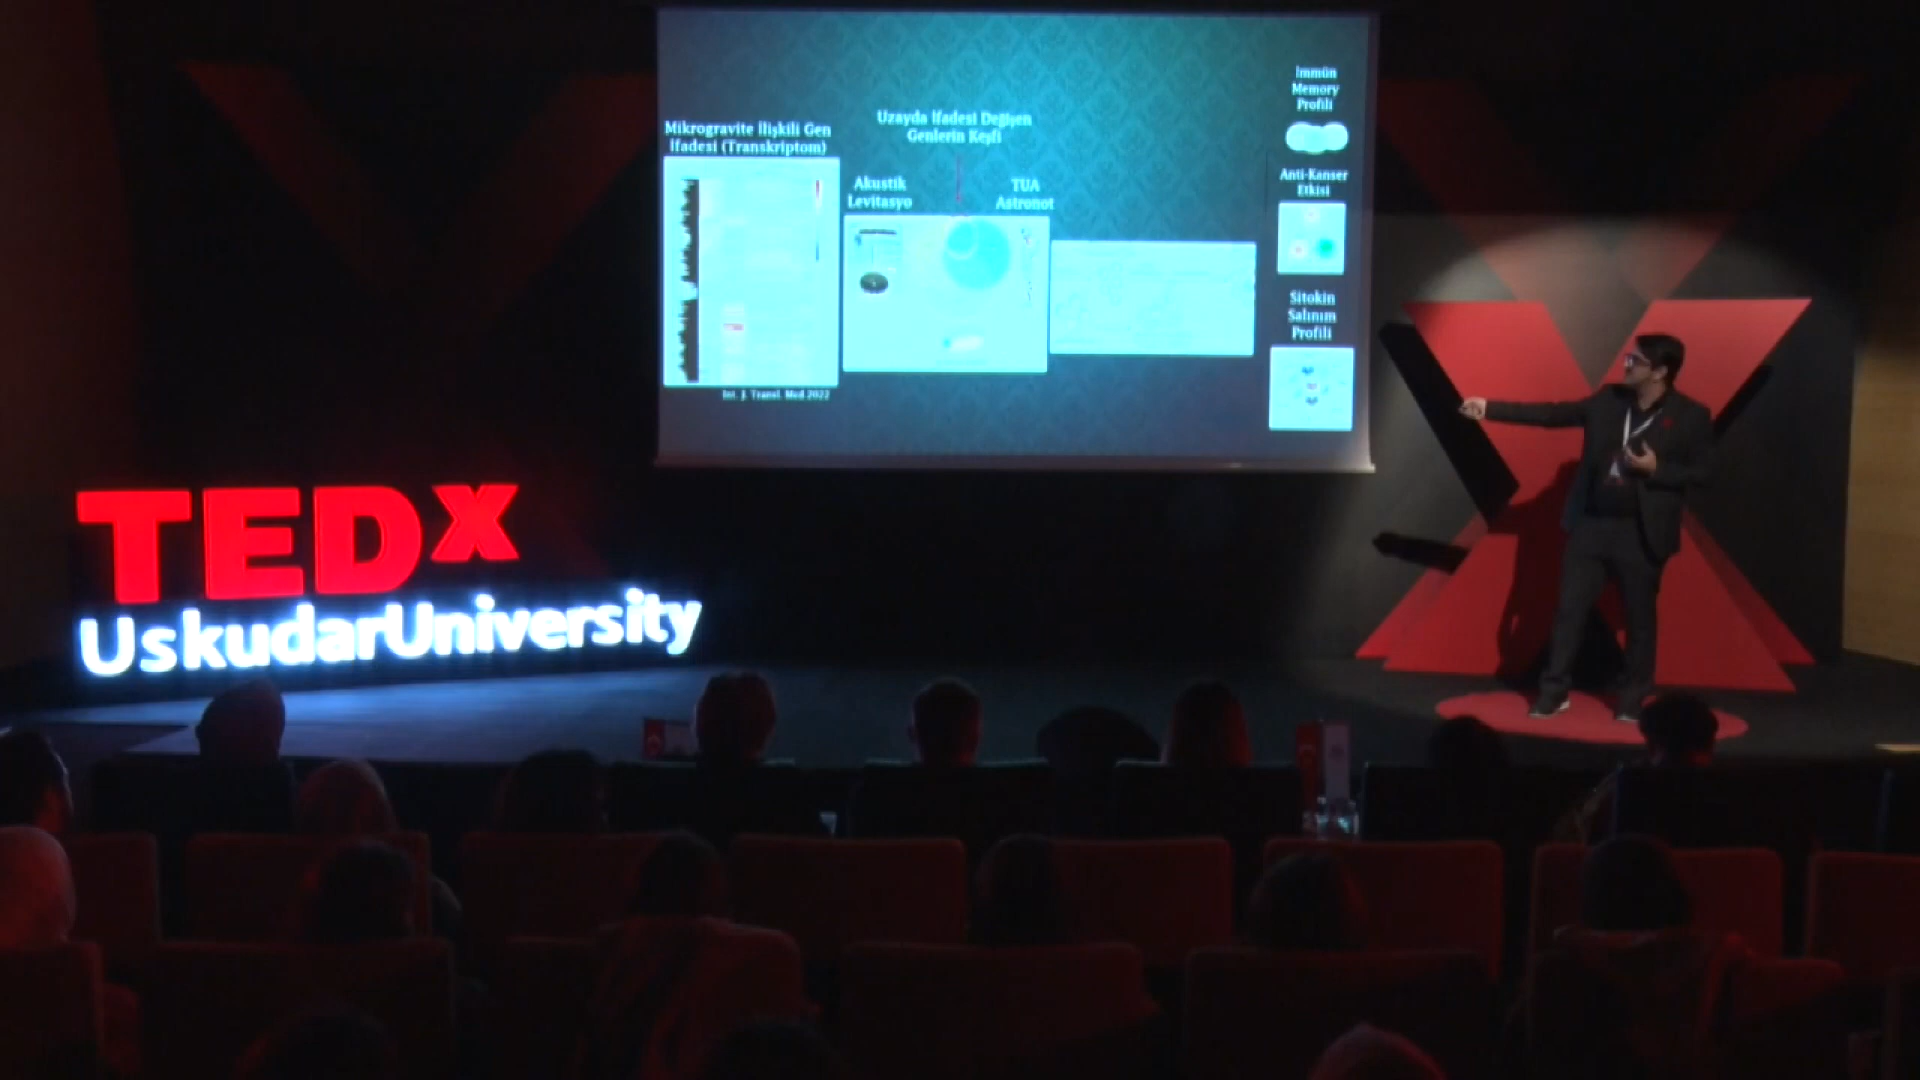 Mikrogravite İlişkili Gen
İfadesi (Transkriptom)
Int. J. Transl. Med 2022
Uzayda İfadesi Değişen
Genlerin Keşfi
Akustik
Levitasyo
TUA
Astronot
İmmün
Memory
Profili
Anti-Kanser
Etkisi
Sitokin
Salınım
Profili
TEDx
UskudarUniversity